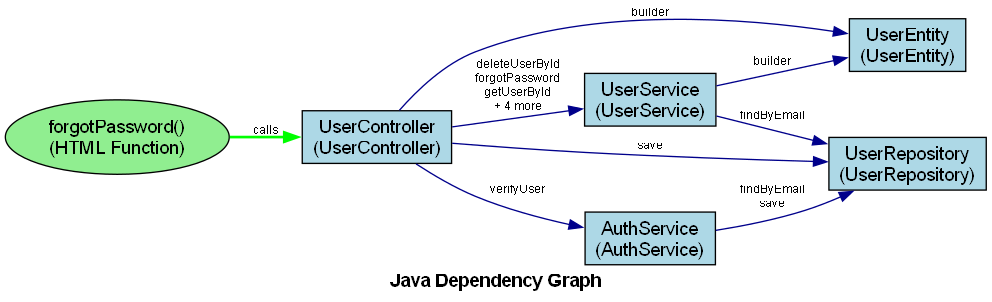 builder
UserEntity
(UserEntity)
deleteUserById
forgotPassword
getUserById
+ 4 more
builder
UserService
(UserService)
forgotPassword()
(HTML Function)
calls
UserController
(UserController)
findByEmail
save
UserRepository
(UserRepository)
verifyUser
findByEmail
save
AuthService
(AuthService)
Java Dependency Graph